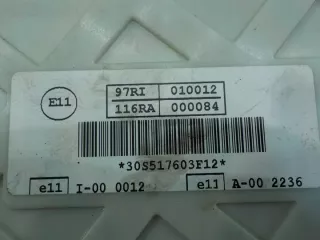 E11 97RI 010012
116RA 000084
*30S517603F12*
e11 I-00 0012 e11 A-00 2236